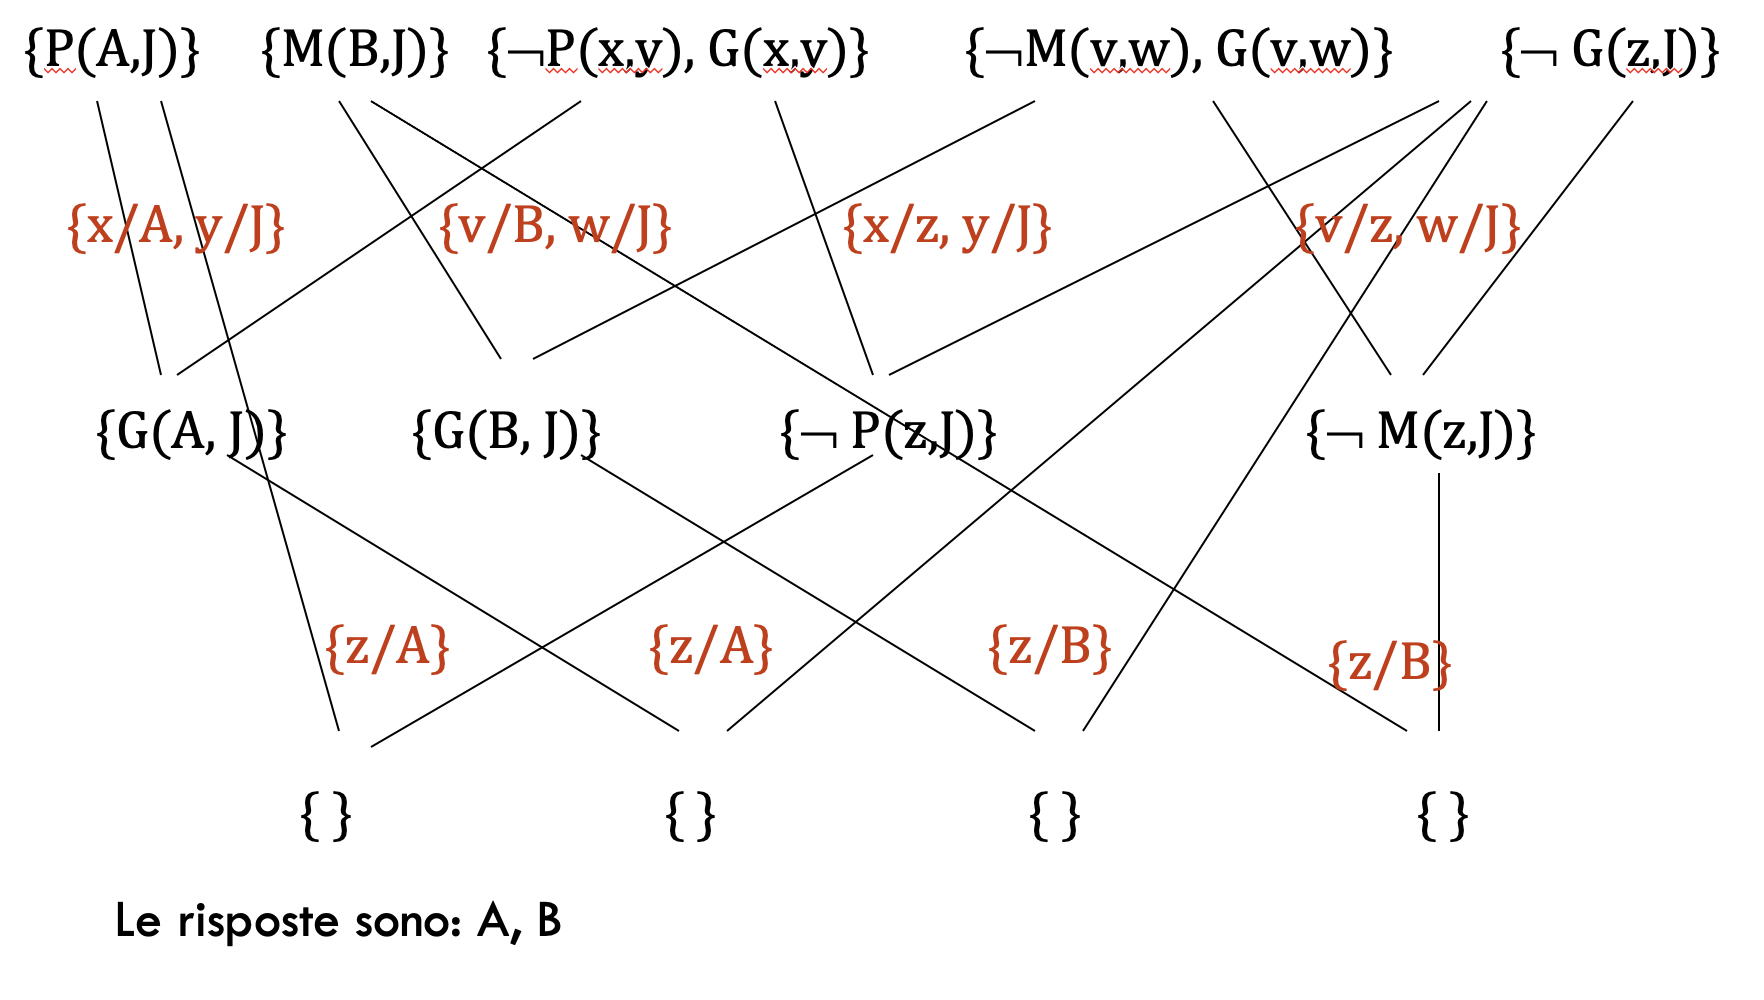 {P(A,J)} {M(B,J)} {¬P(x,y), G(x,y)} {¬M(v,w), G(v,w)} {¬ G(z,J)}
{x/A, y/J} {v/B, w/J} {x/z, y/J} {v/z, w/J}
{G(A, J)} {G(B, J)} {¬ P(z,J)} {¬ M(z,J)}
{z/A} {z/A} {z/B} {z/B}
{ } { } { } { }
Le risposte sono: A, B